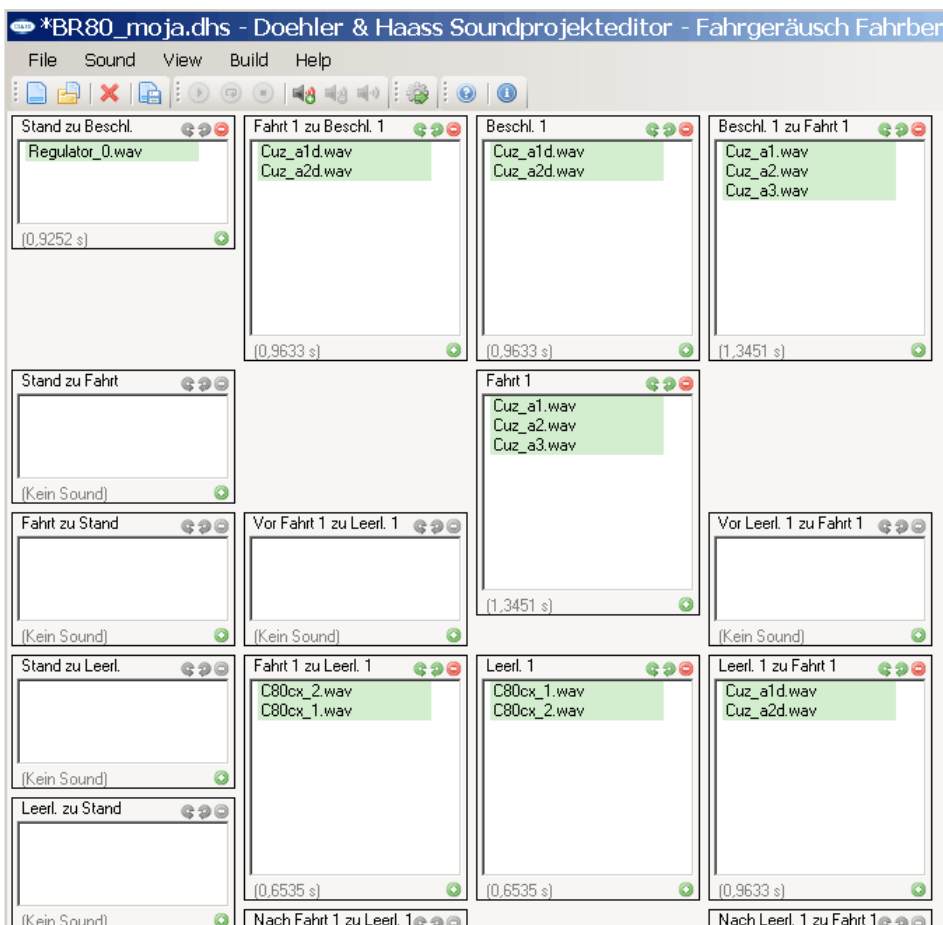 *BR80_moja.dhs - Doehler & Haass Soundprojekteditor - Fahrgeräusch Fahrber
File Sound View Build Help
Stand zu Beschl.
Regulator_0.wav
(0,9252 s)
Fahrt 1 zu Beschl. 1
Cuz_a1d.wav
Cuz_a2d.wav
(0,9633 s)
Beschl. 1
Cuz_a1d.wav
Cuz_a2d.wav
(0,9633 s)
Beschl. 1 zu Fahrt 1
Cuz_a1.wav
Cuz_a2.wav
Cuz_a3.wav
(1,3451 s)
Stand zu Fahrt
(Kein Sound)
Fahrt 1
Cuz_a1.wav
Cuz_a2.wav
Cuz_a3.wav
(1,3451 s)
Fahrt zu Stand
(Kein Sound)
Vor Fahrt 1 zu Leerl. 1
(Kein Sound)
Vor Leerl. 1 zu Fahrt 1
(Kein Sound)
Stand zu Leerl.
(Kein Sound)
Fahrt 1 zu Leerl. 1
C80cx_2.wav
C80cx_1.wav
(0,6535 s)
Leerl. 1
C80cx_1.wav
C80cx_2.wav
(0,6535 s)
Leerl. 1 zu Fahrt 1
Cuz_a1d.wav
Cuz_a2d.wav
(0,9633 s)
Leerl. zu Stand
(Kein Sound)
Nach Fahrt 1 zu Leerl. 1
Nach Leerl. 1 zu Fahrt 1